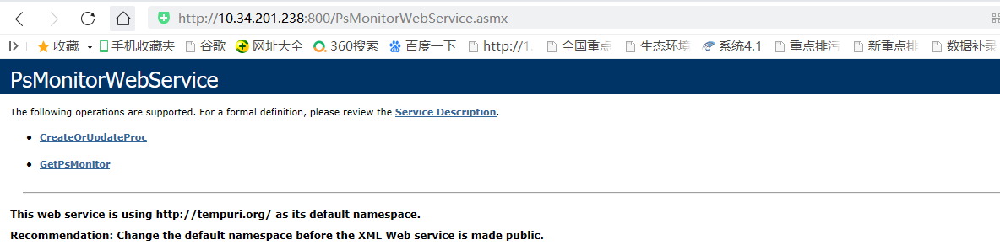 http://10.34.201.238:800/PsMonitorWebService.asmx
收藏 手机收藏夹 谷歌 网址大全 360搜索 百度一下 http://1. 全国重点 生态环境 系统4.1 重点排污 新重点排 数据补录
PsMonitorWebService
The following operations are supported. For a formal definition, please review the Service Description.
CreateOrUpdateProc
GetPsMonitor
This web service is using http://tempuri.org/ as its default namespace.
Recommendation: Change the default namespace before the XML Web service is made public.